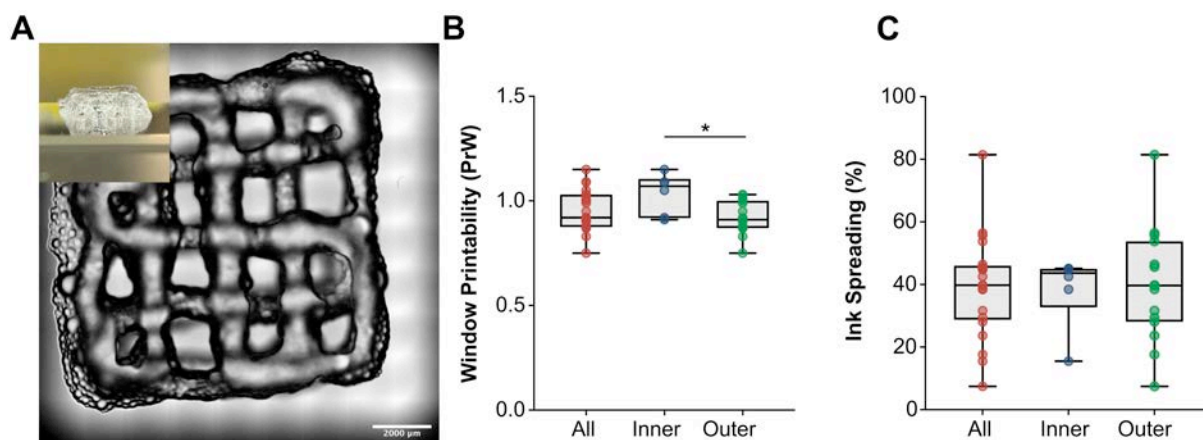 A
2000 µm
B
Window Printability (PrW)
1.5
1.0
0.5
0.0
*
All Inner Outer
C
Ink Spreading (%)
100
80
60
40
20
0
All Inner Outer